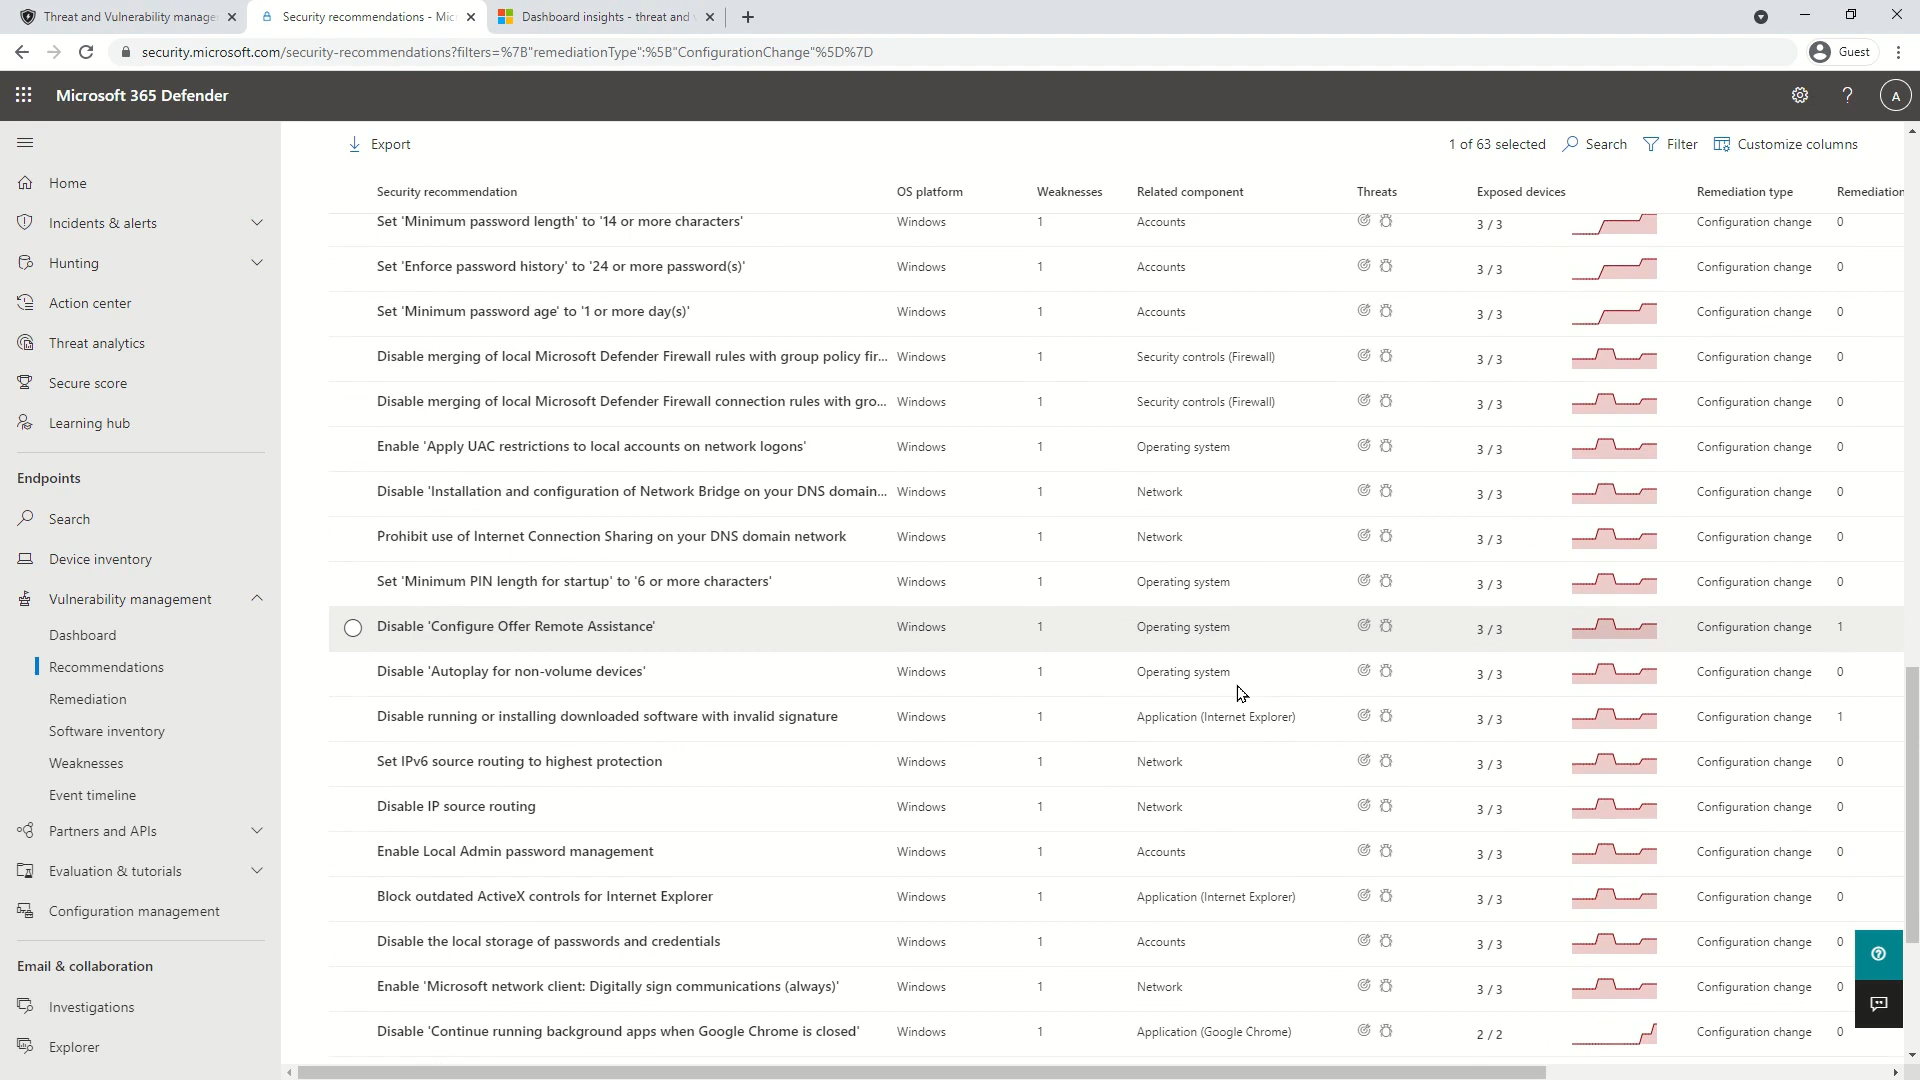 Threat and Vulnerability manage
Security recommendations - Mic
Dashboard insights - threat and
security.microsoft.com/security-recommendations?filters=%7B"remediationType":%5B"ConfigurationChange"%5D%7D
Guest
Microsoft 365 Defender
?
A
Home
Incidents & alerts
Hunting
Action center
Threat analytics
Secure score
Learning hub
Endpoints
Search
Device inventory
Vulnerability management
Dashboard
Recommendations
Remediation
Software inventory
Weaknesses
Event timeline
Partners and APIs
Evaluation & tutorials
Configuration management
Email & collaboration
Investigations
Explorer
Export
1 of 63 selected Search Filter Customize columns
Security recommendation OS platform Weaknesses Related component Threats Exposed devices Remediation type Remediation
Set 'Minimum password length' to '14 or more characters' Windows 1 Accounts 3 / 3 Configuration change 0
Set 'Enforce password history' to '24 or more password(s)' Windows 1 Accounts 3 / 3 Configuration change 0
Set 'Minimum password age' to '1 or more day(s)' Windows 1 Accounts 3 / 3 Configuration change 0
Disable merging of local Microsoft Defender Firewall rules with group policy fir... Windows 1 Security controls (Firewall) 3 / 3 Configuration change 0
Disable merging of local Microsoft Defender Firewall connection rules with gro... Windows 1 Security controls (Firewall) 3 / 3 Configuration change 0
Enable 'Apply UAC restrictions to local accounts on network logons' Windows 1 Operating system 3 / 3 Configuration change 0
Disable 'Installation and configuration of Network Bridge on your DNS domain... Windows 1 Network 3 / 3 Configuration change 0
Prohibit use of Internet Connection Sharing on your DNS domain network Windows 1 Network 3 / 3 Configuration change 0
Set 'Minimum PIN length for startup' to '6 or more characters' Windows 1 Operating system 3 / 3 Configuration change 0
Disable 'Configure Offer Remote Assistance' Windows 1 Operating system 3 / 3 Configuration change 1
Disable 'Autoplay for non-volume devices' Windows 1 Operating system 3 / 3 Configuration change 0
Disable running or installing downloaded software with invalid signature Windows 1 Application (Internet Explorer) 3 / 3 Configuration change 1
Set IPv6 source routing to highest protection Windows 1 Network 3 / 3 Configuration change 0
Disable IP source routing Windows 1 Network 3 / 3 Configuration change 0
Enable Local Admin password management Windows 1 Accounts 3 / 3 Configuration change 0
Block outdated ActiveX controls for Internet Explorer Windows 1 Application (Internet Explorer) 3 / 3 Configuration change 0
Disable the local storage of passwords and credentials Windows 1 Accounts 3 / 3 Configuration change 0
Enable 'Microsoft network client: Digitally sign communications (always)' Windows 1 Network 3 / 3 Configuration change 0
Disable 'Continue running background apps when Google Chrome is closed' Windows 1 Application (Google Chrome) 2 / 2 Configuration change 0